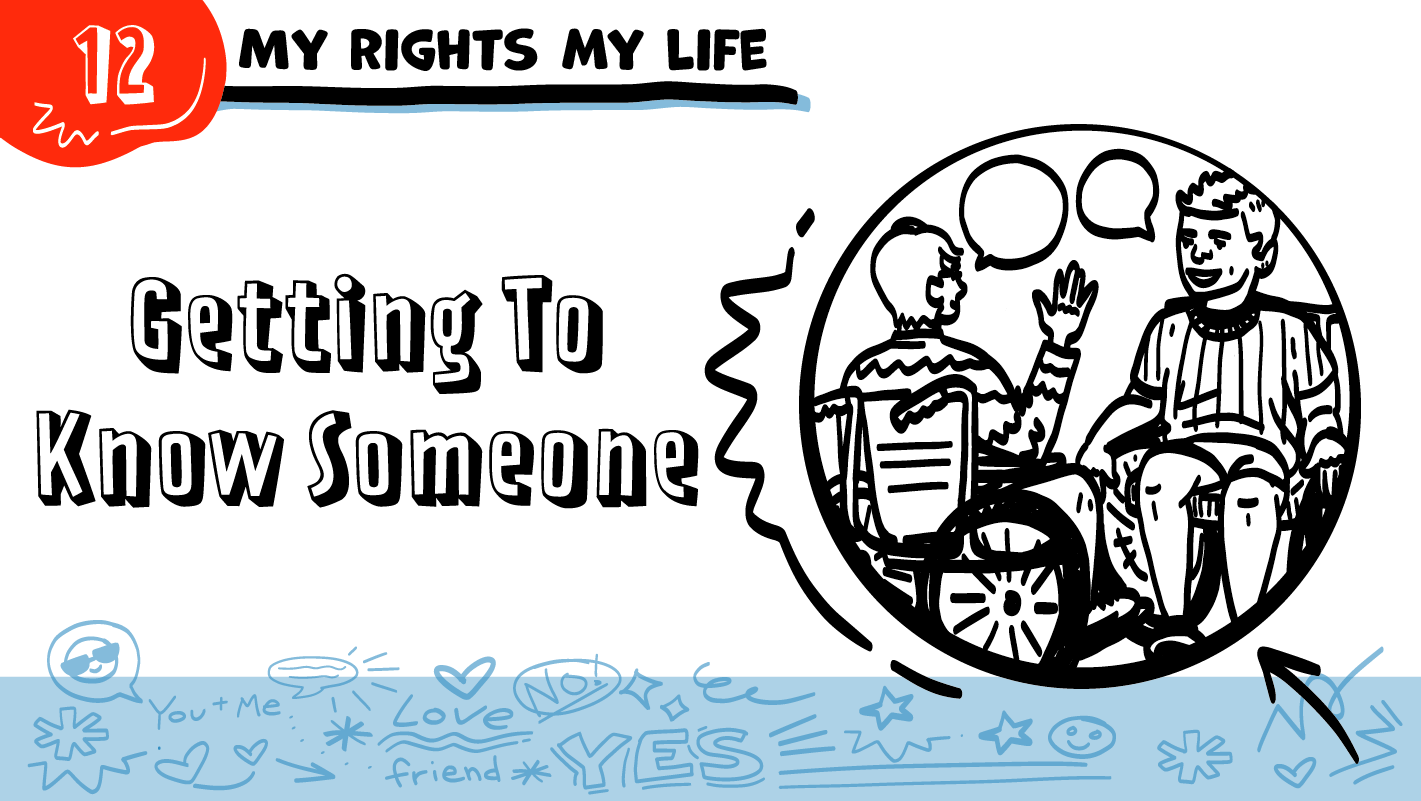 12
MY RIGHTS MY LIFE
Getting To
Know Someone
You + Me
Love
friend
NO!
YES
NO